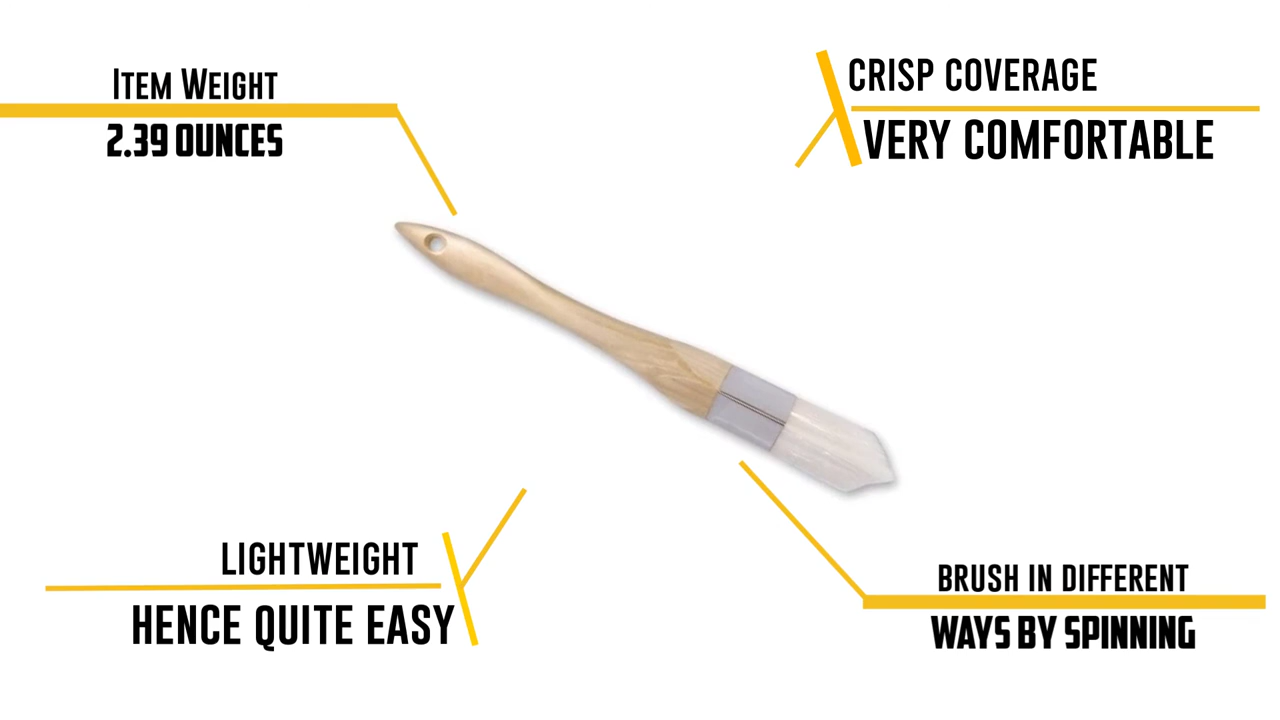 Item Weight
2.39 OUNCES
CRISP COVERAGE
VERY COMFORTABLE
LIGHTWEIGHT
HENCE QUITE EASY
BRUSH IN DIFFERENT
WAYS BY SPINNING